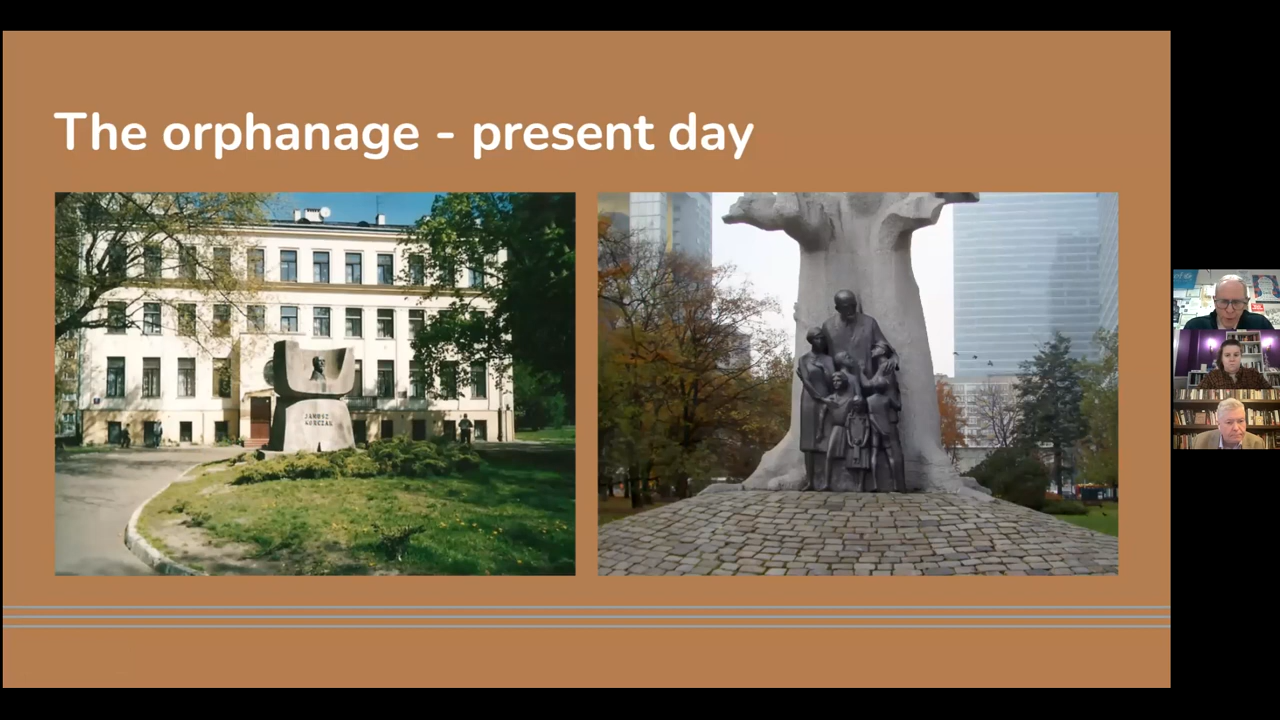 The orphanage - present day
JANUSZ
KORCZAK